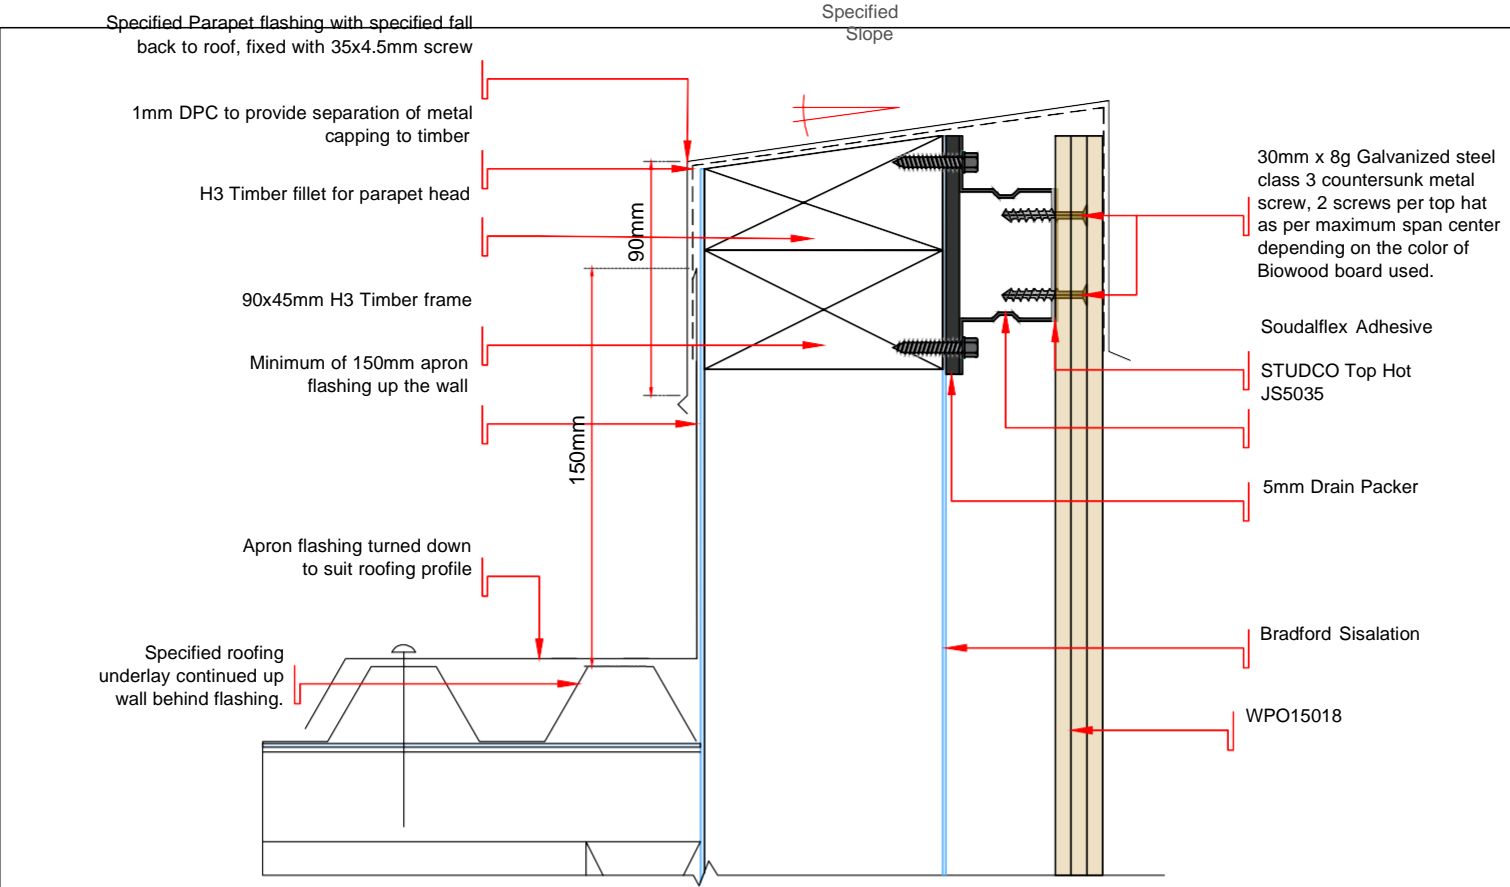 Specified
Slope
Specified Parapet flashing with specified fall
back to roof, fixed with 35x4.5mm screw
1mm DPC to provide separation of metal
capping to timber
H3 Timber fillet for parapet head
90x45mm H3 Timber frame
Minimum of 150mm apron
flashing up the wall
Apron flashing turned down
to suit roofing profile
Specified roofing
underlay continued up
wall behind flashing.
90mm
150mm
30mm x 8g Galvanized steel
class 3 countersunk metal
screw, 2 screws per top hat
as per maximum span center
depending on the color of
Biowood board used.
Soudalflex Adhesive
STUDCO Top Hot
JS5035
5mm Drain Packer
Bradford Sisalation
WPO15018